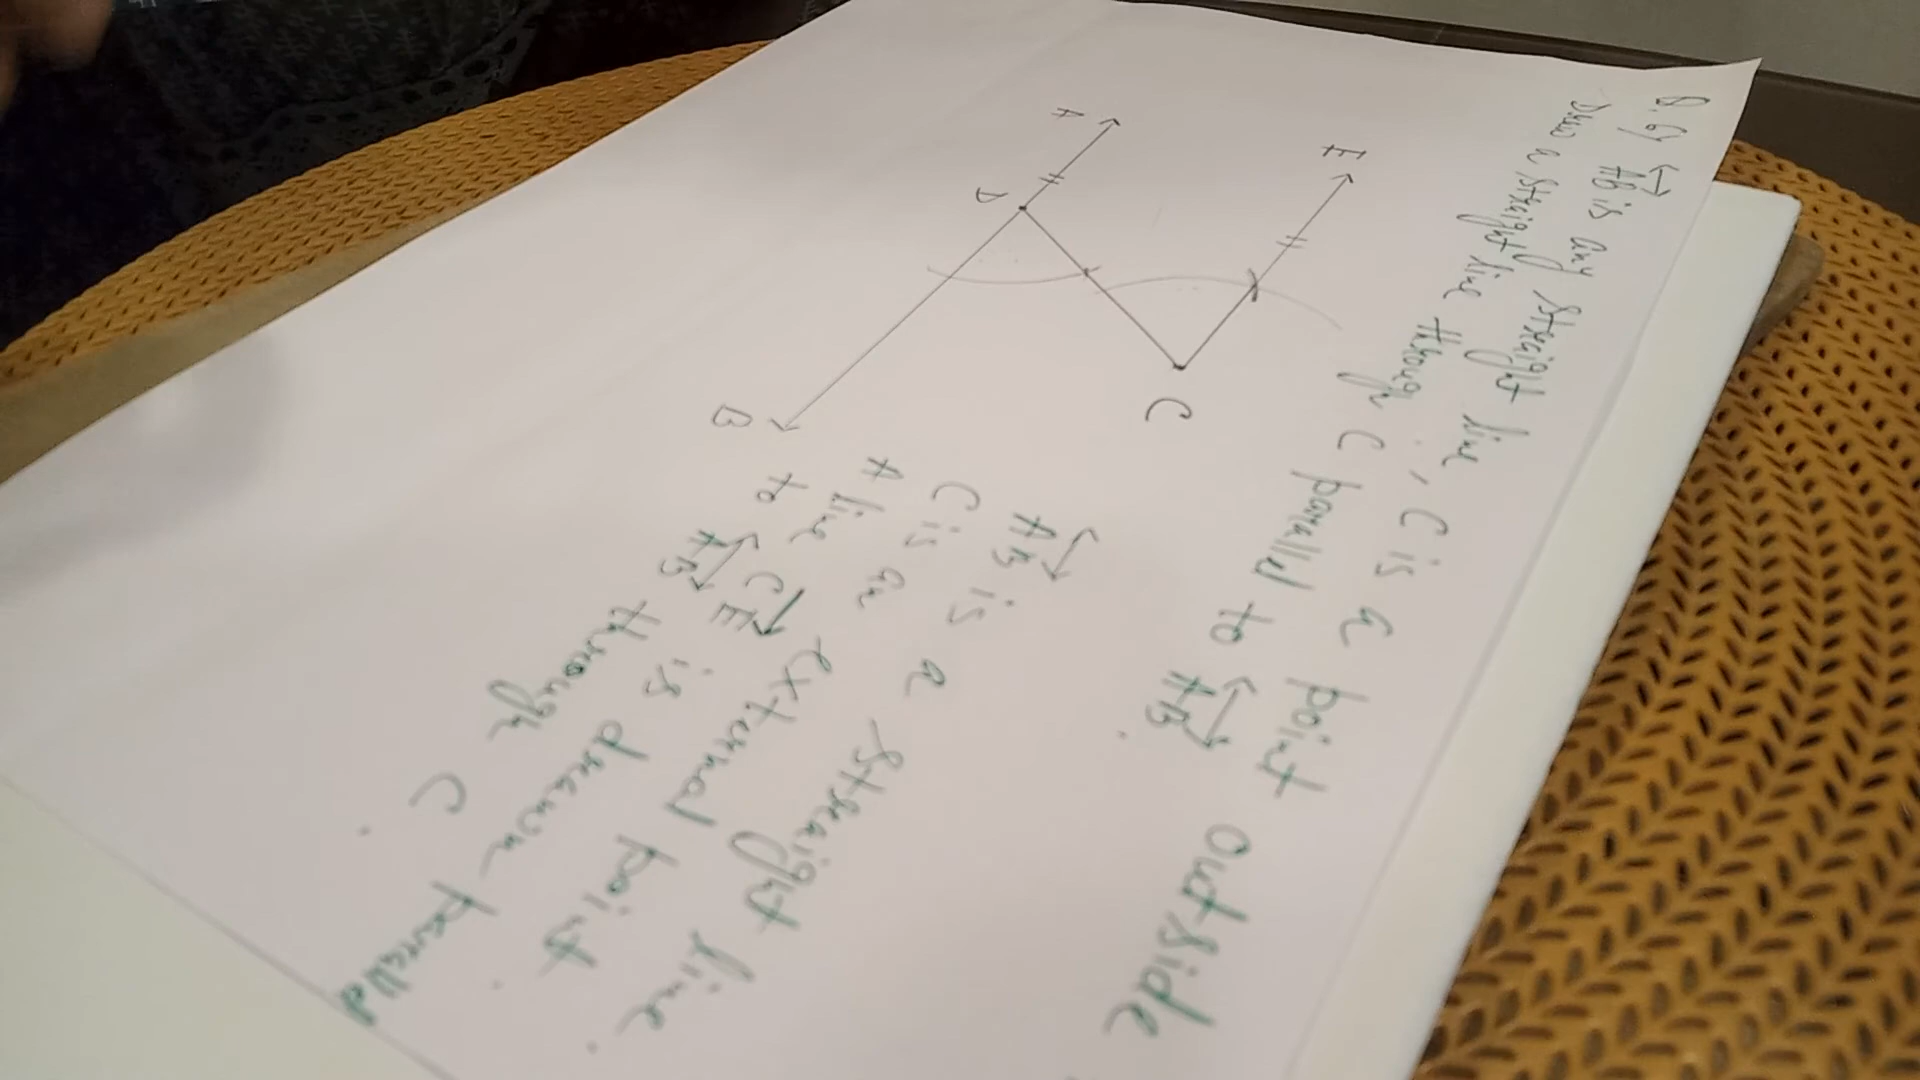 Q. 6) AB is any straight line, C is a point outside
Draw a straight line through C parallel to AB.
E
A
D
C
B
AB is a straight line.
C is an external point.
A line CE is drawn parallel
to AB through C.